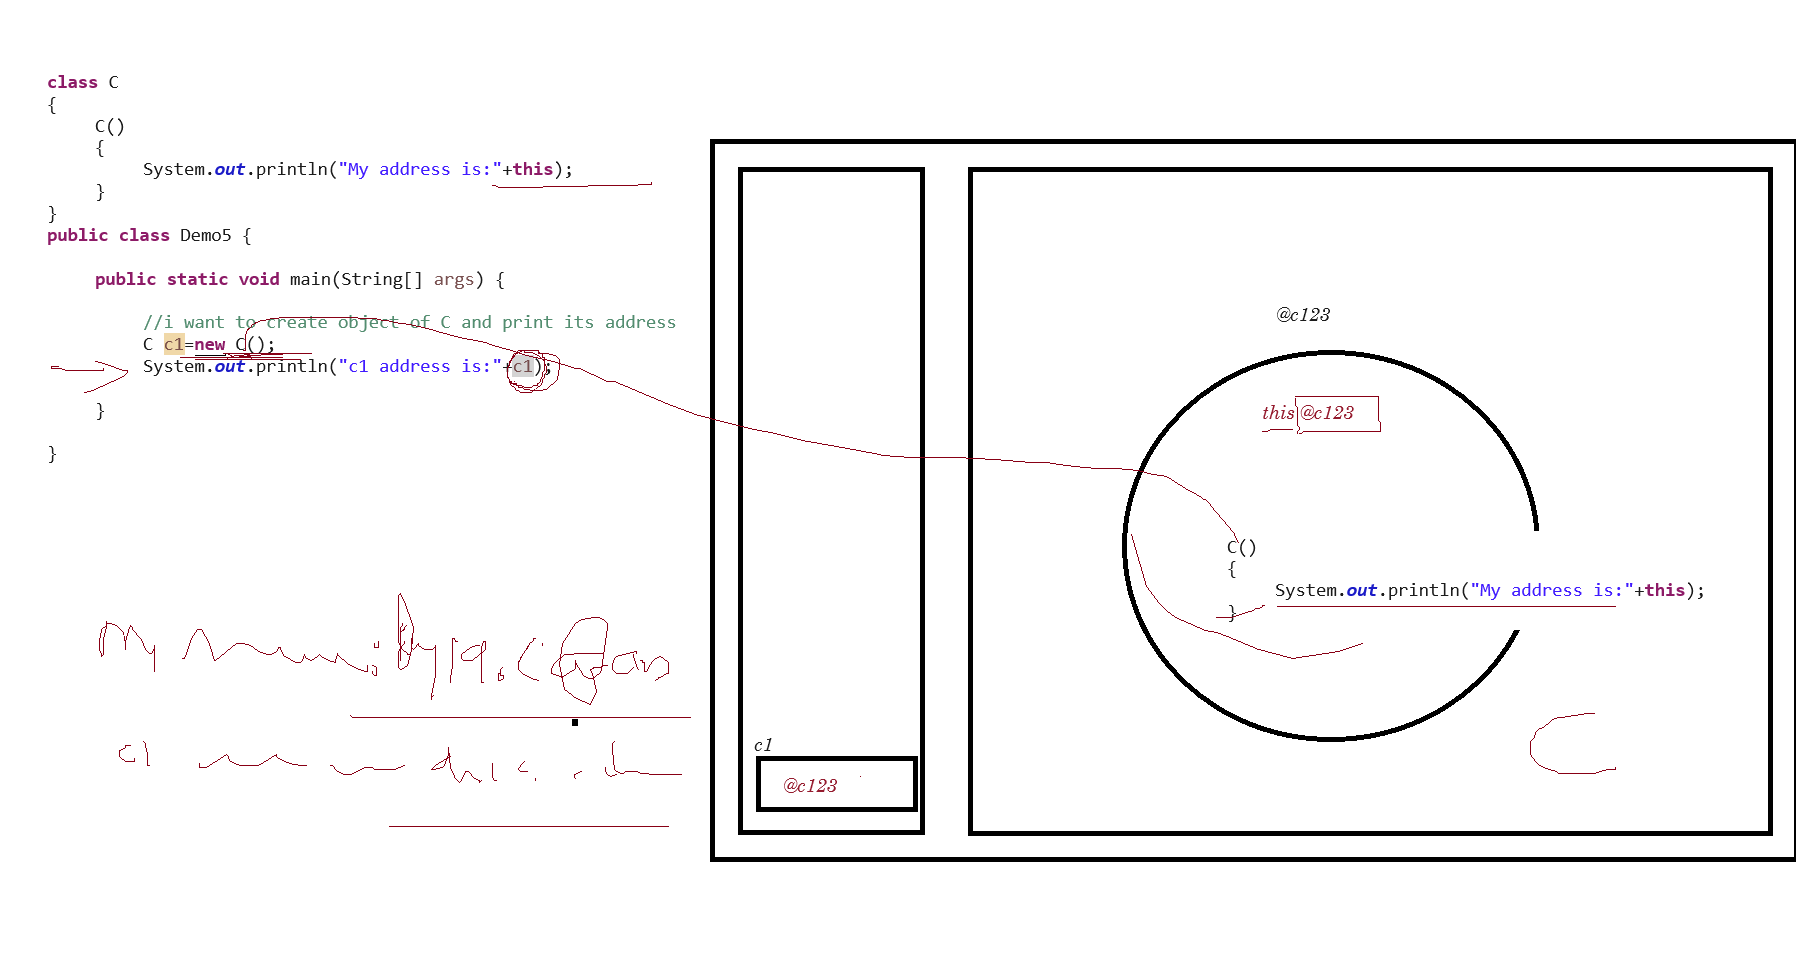 class C
{
C()
{
System.out.println("My address is:"+this);
}
}
public class Demo5 {
public static void main(String[] args) {
//i want to create object of C and print its address
C c1=new C();
System.out.println("c1 address is:"+c1);
}
}
My
c1
c1
@c123
@c123
this @c123
C()
{
System.out.println("My address is:"+this);
}